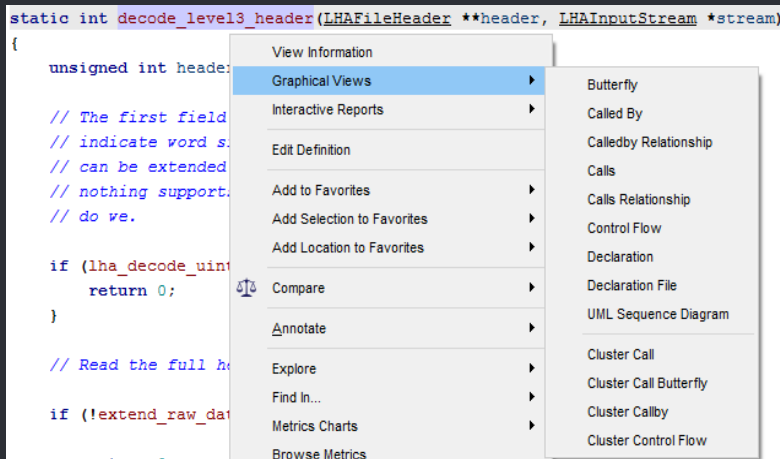 static int decode_level3_header(LHAFileHeader **header, LHAInputStream *stream)
{
unsigned int header
// The first field
// indicate word s
// can be extended
// nothing support
// do we.
if (lha_decode_uint
return 0;
}
// Read the full he
if (!extend_raw_dat
View Information
Graphical Views
Interactive Reports
Edit Definition
Add to Favorites
Add Selection to Favorites
Add Location to Favorites
Compare
Annotate
Explore
Find In...
Metrics Charts
Browse Metrics
Butterfly
Called By
Calledby Relationship
Calls
Calls Relationship
Control Flow
Declaration
Declaration File
UML Sequence Diagram
Cluster Call
Cluster Call Butterfly
Cluster Callby
Cluster Control Flow